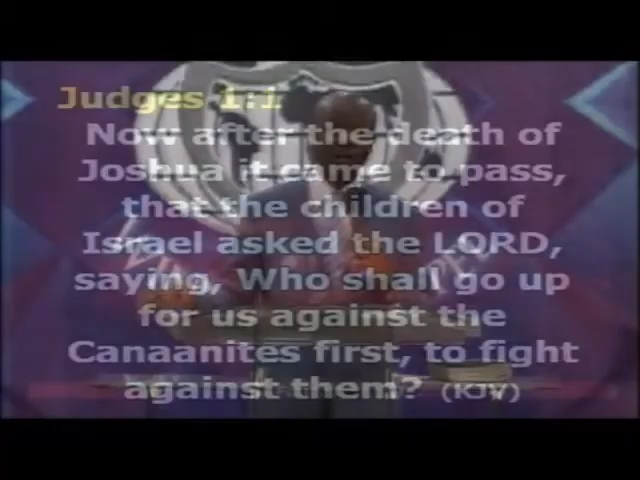 Judges 1:1
Now after the death of
Joshua it came to pass,
that the children of
Israel asked the LORD,
saying, Who shall go up
for us against the
Canaanites first, to fight
against them? (KJV)